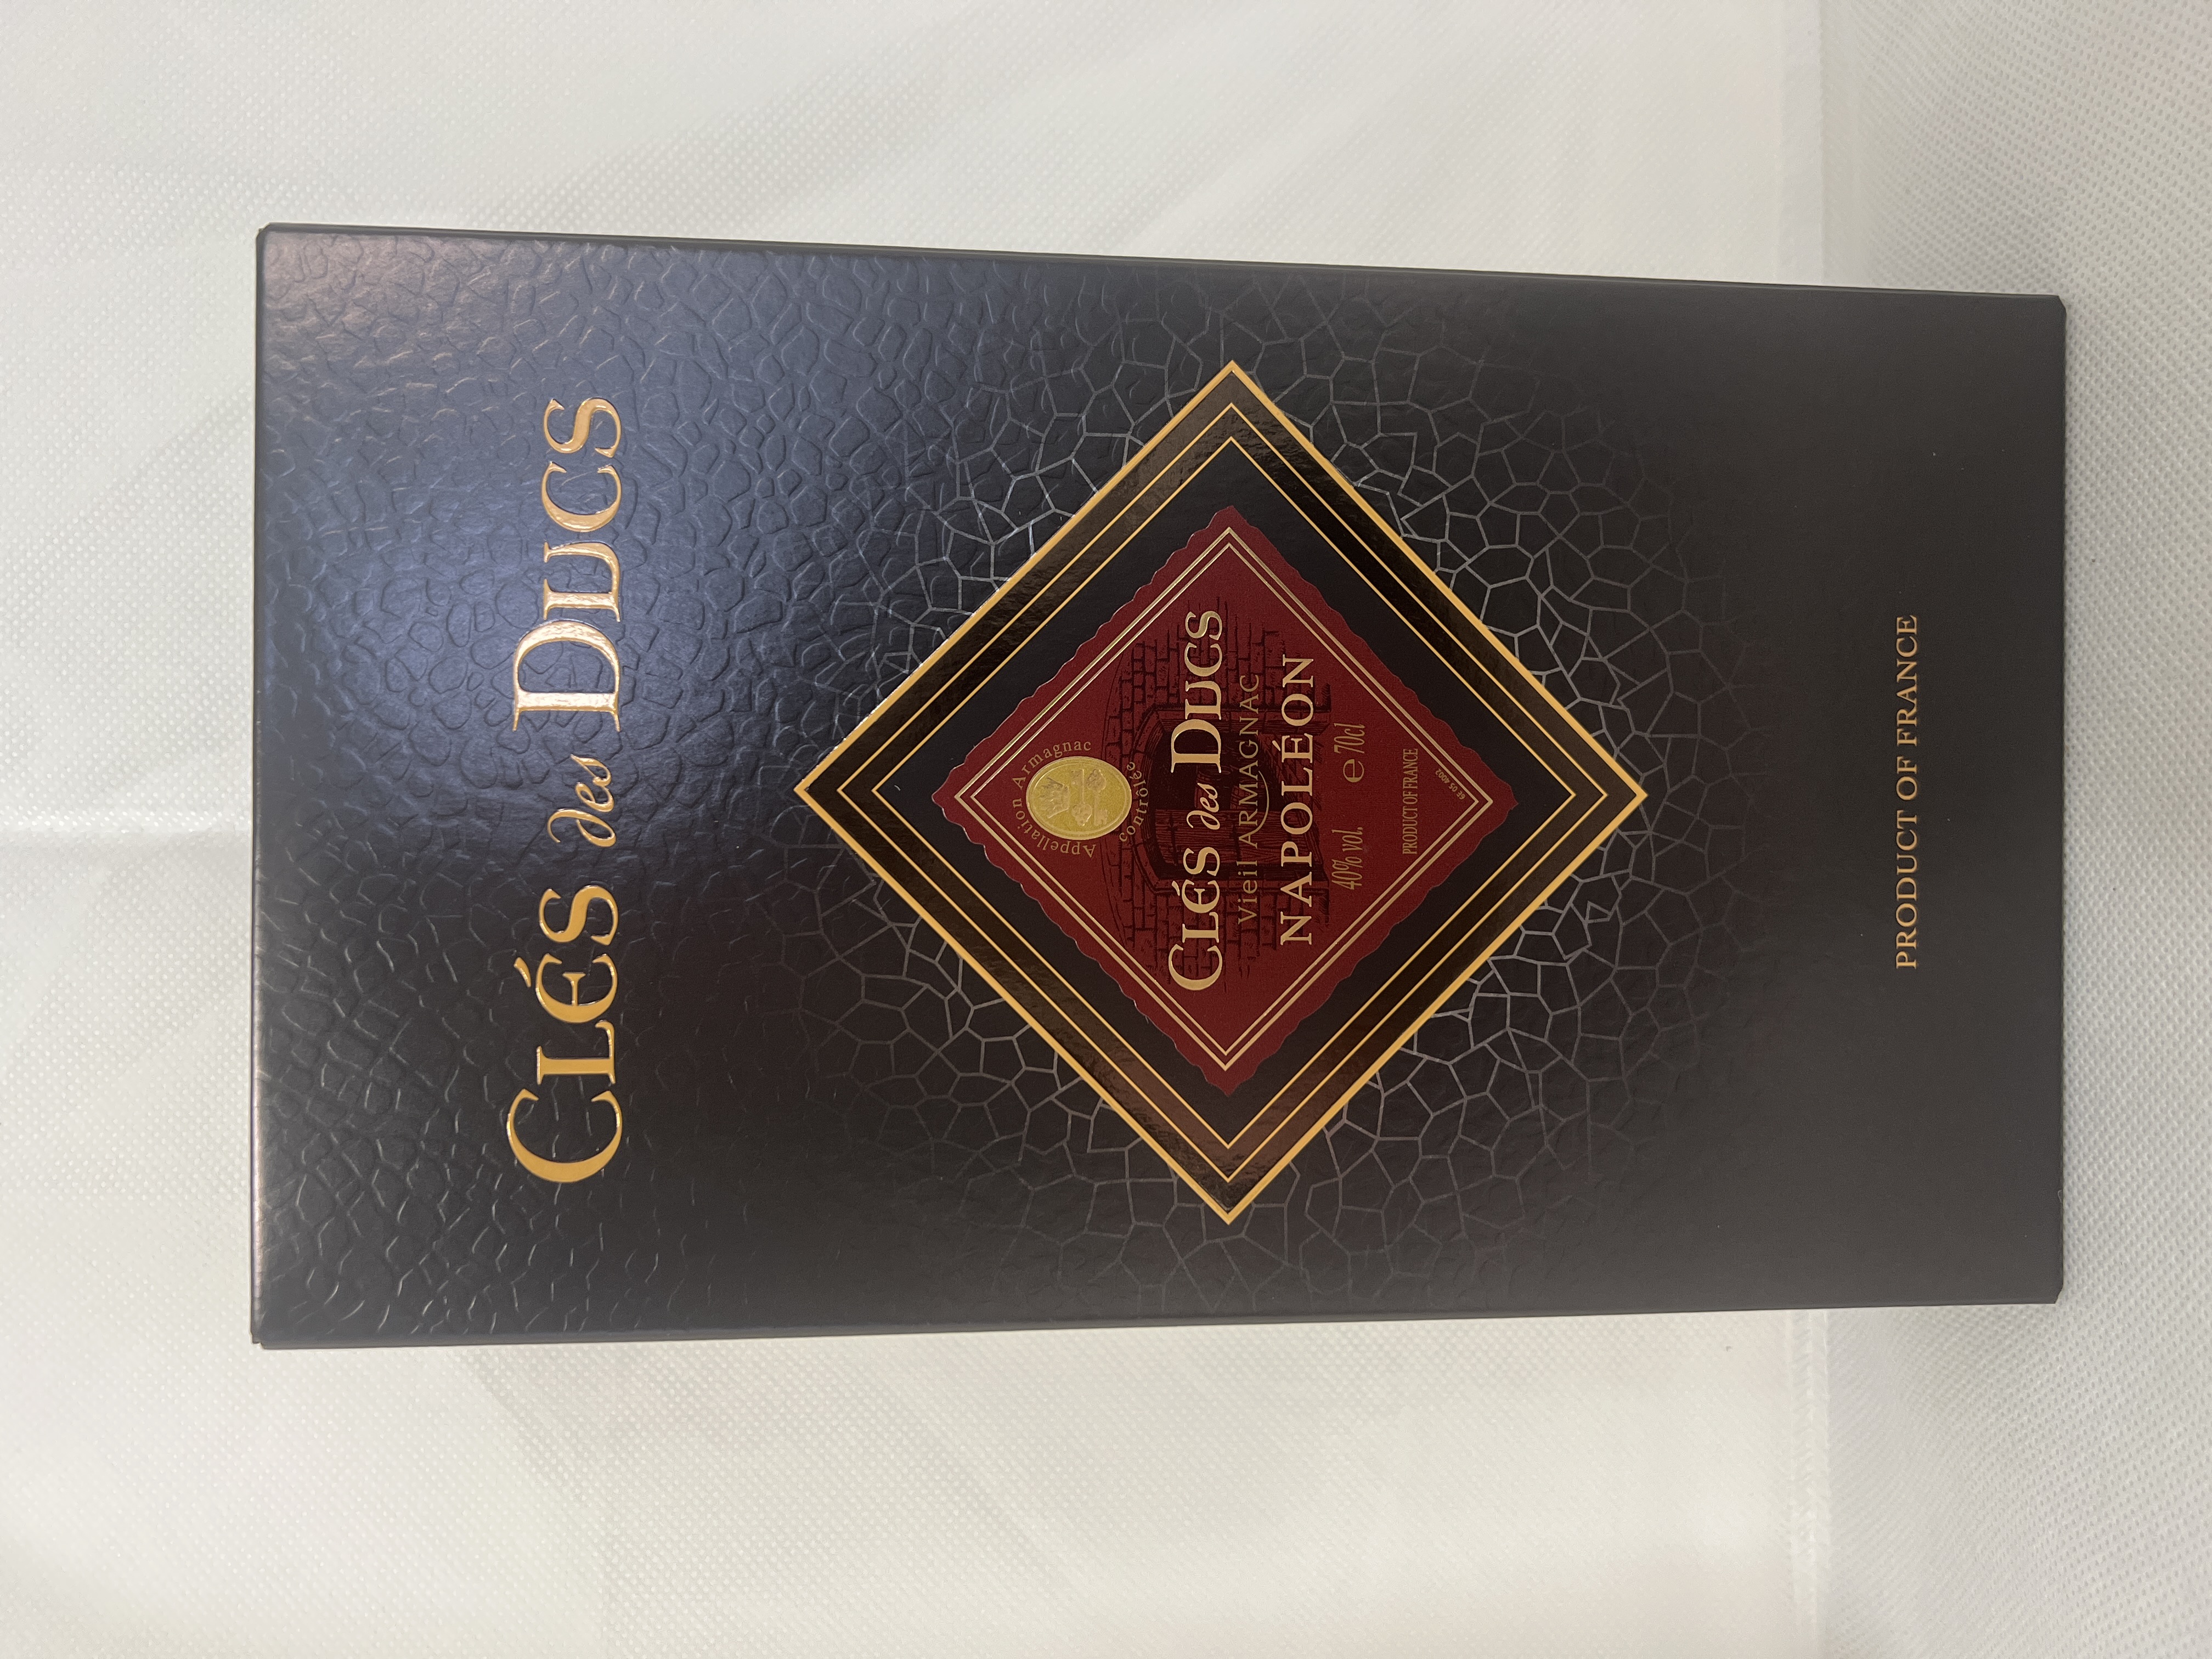 CLÉS des DUCS
Appellation Armagnac
contrôlée
CLÉS des DUCS
Vieil ARMAGNAC
NAPOLÉON
40% vol. e 70cl
PRODUCT OF FRANCE
PRODUCT OF FRANCE